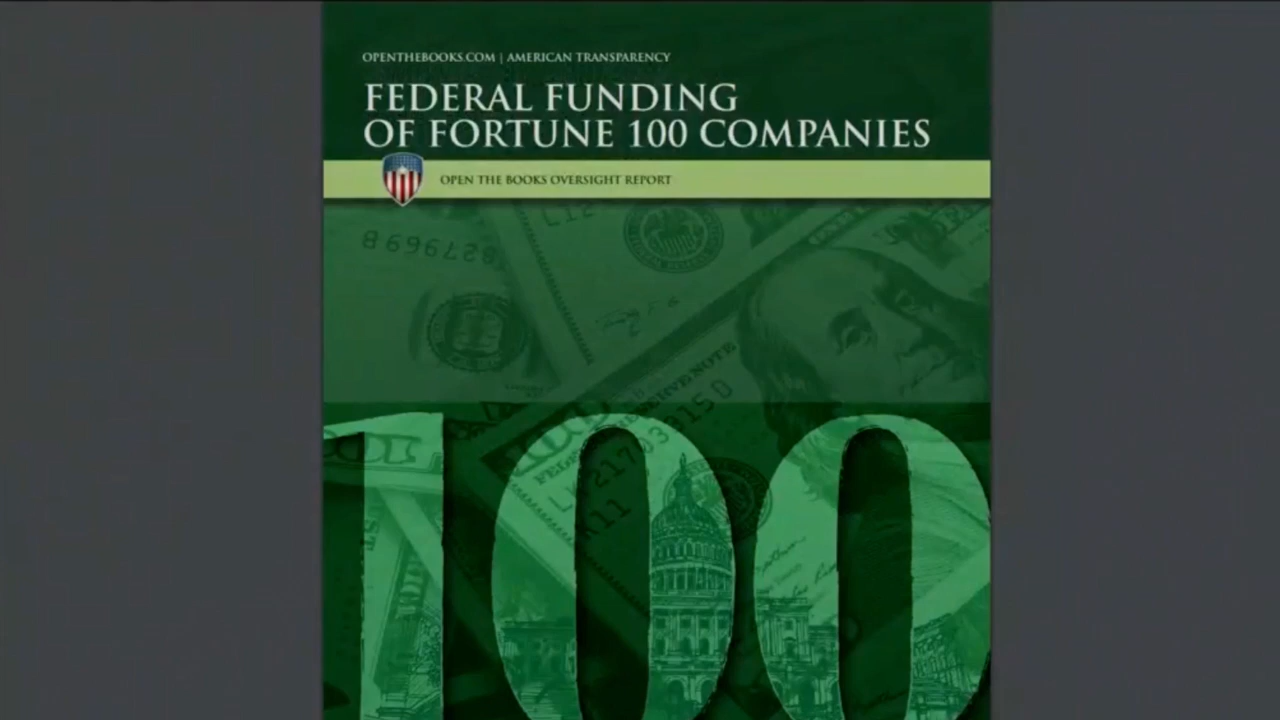 OPENTHEBOOKS.COM | AMERICAN TRANSPARENCY
FEDERAL FUNDING
OF FORTUNE 100 COMPANIES
OPEN THE BOOKS OVERSIGHT REPORT
100